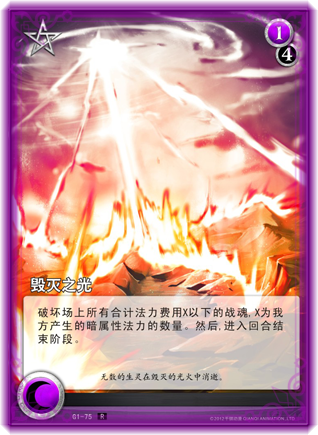 1
4
毁灭之光
破坏场上所有合计法力费用X以下的战魂, X为我
方产生的暗属性法力的数量。然后, 进入回合结
束阶段。
无数的生灵在毁灭的光火中消逝。
G1-75 R